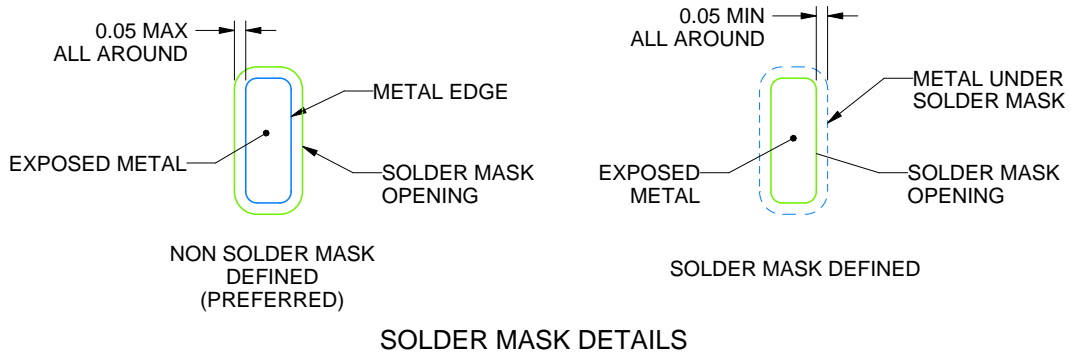 0.05 MAX
ALL AROUND
METAL EDGE
EXPOSED METAL
SOLDER MASK
OPENING
NON SOLDER MASK
DEFINED
(PREFERRED)
0.05 MIN
ALL AROUND
METAL UNDER
SOLDER MASK
EXPOSED
METAL
SOLDER MASK
OPENING
SOLDER MASK DEFINED
SOLDER MASK DETAILS